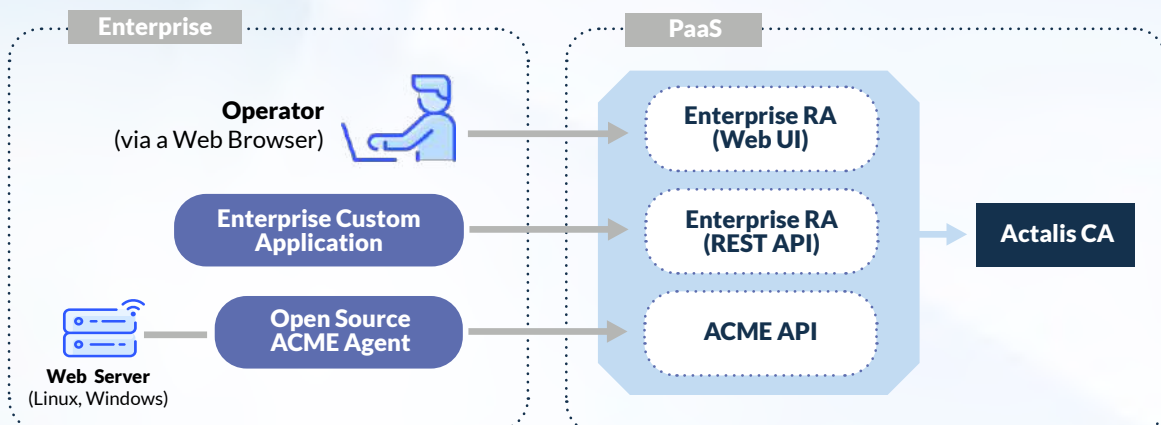 Enterprise
PaaS
Operator
(via a Web Browser)
Enterprise RA
(Web UI)
Enterprise Custom
Application
Enterprise RA
(REST API)
Actalis CA
Open Source
ACME Agent
ACME API
Web Server
(Linux, Windows)